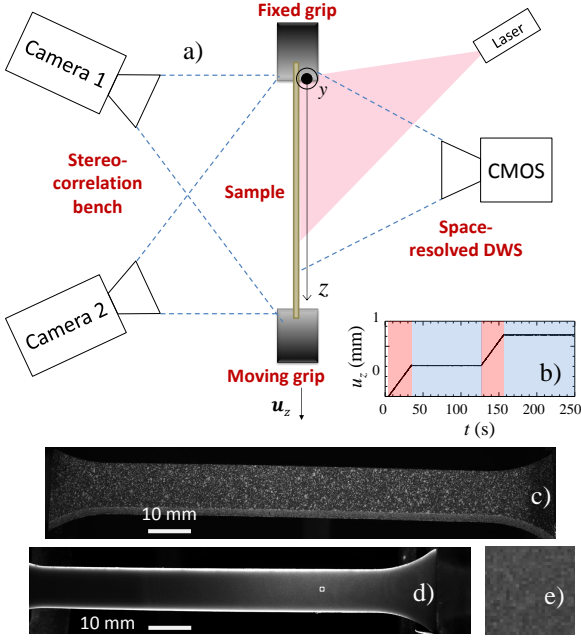 Fixed grip
Camera 1
a)
Laser
y
Stereo-
correlation
bench
Sample
CMOS
Space-
resolved DWS
z
Camera 2
Moving grip
u_z
1
0
u_z (mm)
b)
0 50 100 150 200 250
t (s)
c)
10 mm
d)
10 mm
e)